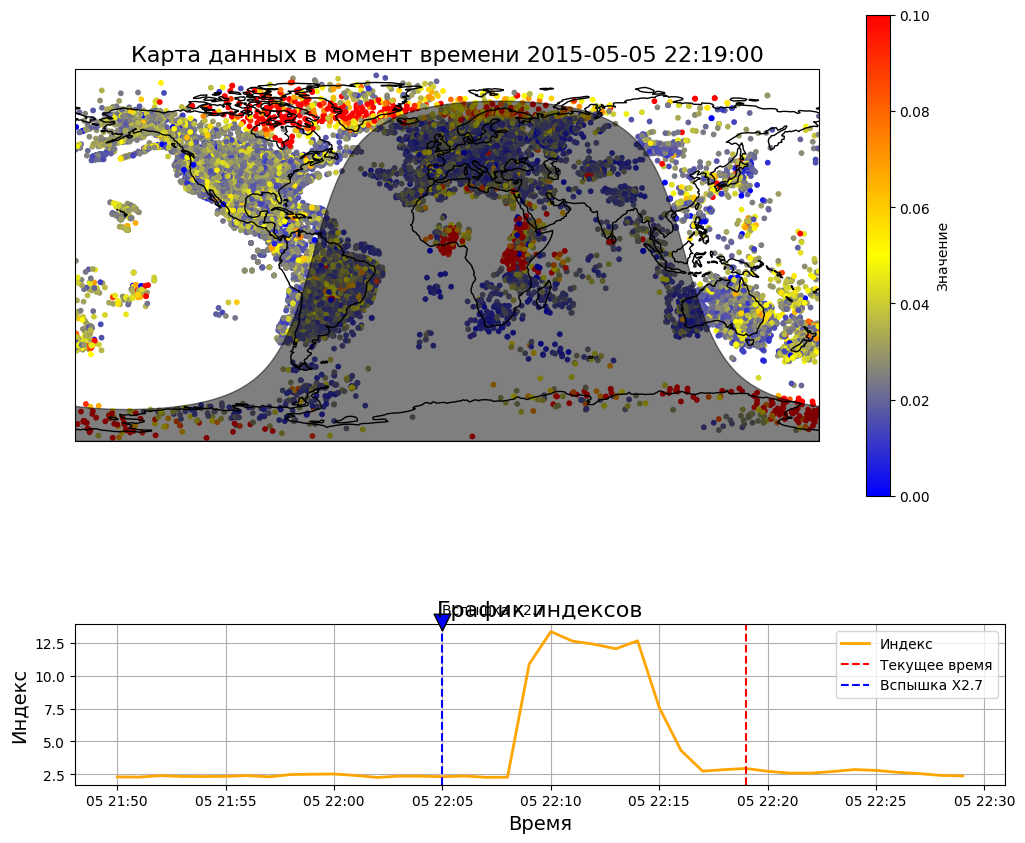 Карта данных в момент времени 2015-05-05 22:19:00
0.10
0.08
0.06
0.04
0.02
0.00
Значение
График индексов
Вспышка X2.7
12.5
10.0
7.5
5.0
2.5
Индекс
Индекс
Текущее время
Вспышка X2.7
05 21:50
05 21:55
05 22:00
05 22:05
05 22:10
05 22:15
05 22:20
05 22:25
05 22:30
Время